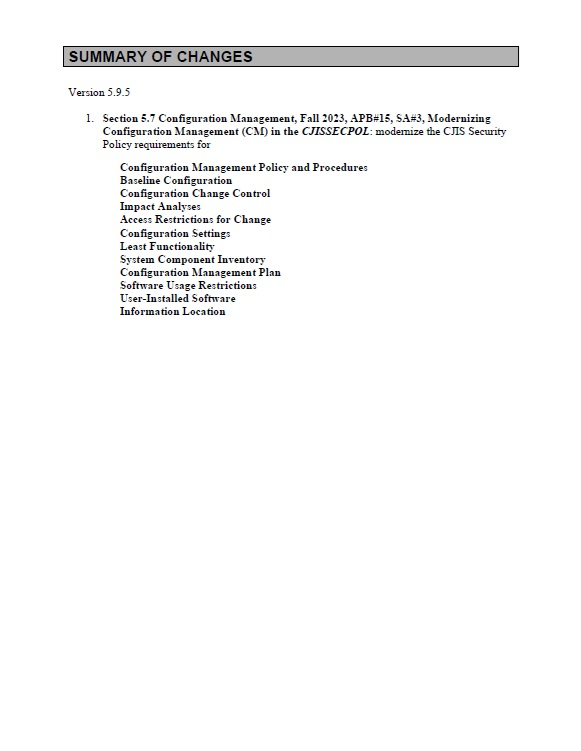 SUMMARY OF CHANGES
Version 5.9.5
1. Section 5.7 Configuration Management, Fall 2023, APB#15, SA#3, Modernizing
Configuration Management (CM) in the CJISSECPOL: modernize the CJIS Security
Policy requirements for
Configuration Management Policy and Procedures
Baseline Configuration
Configuration Change Control
Impact Analyses
Access Restrictions for Change
Configuration Settings
Least Functionality
System Component Inventory
Configuration Management Plan
Software Usage Restrictions
User-Installed Software
Information Location